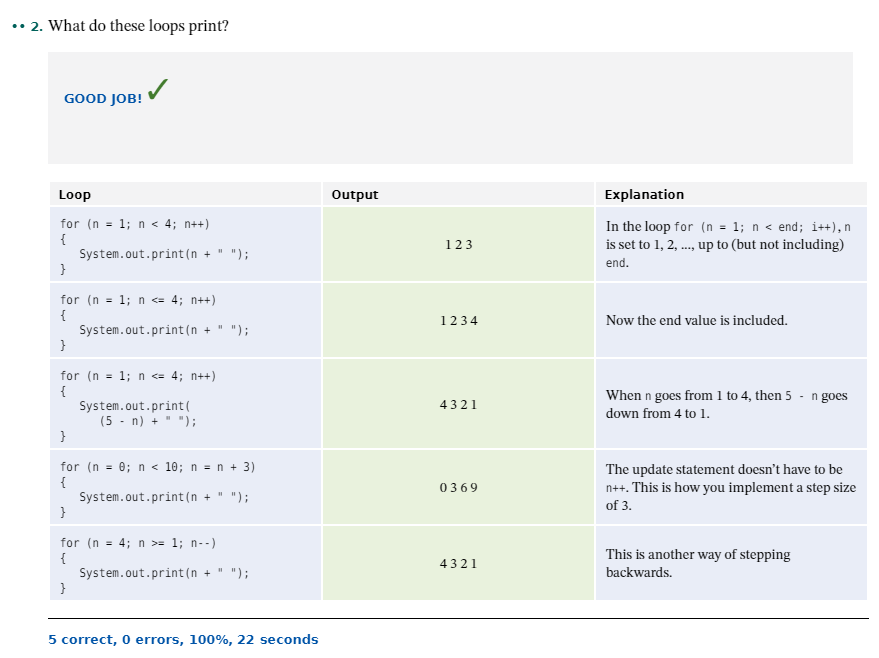 •• 2. What do these loops print?
GOOD JOB! ✓
Loop Output Explanation
for (n = 1; n < 4; n++)
{
   System.out.print(n + " ");
}
1 2 3
In the loop for (n = 1; n < end; i++), n
is set to 1, 2, ..., up to (but not including)
end.
for (n = 1; n <= 4; n++)
{
   System.out.print(n + " ");
}
1 2 3 4
Now the end value is included.
for (n = 1; n <= 4; n++)
{
   System.out.print(
      (5 - n) + " ");
}
4 3 2 1
When n goes from 1 to 4, then 5 - n goes
down from 4 to 1.
for (n = 0; n < 10; n = n + 3)
{
   System.out.print(n + " ");
}
0 3 6 9
The update statement doesn’t have to be
n++. This is how you implement a step size
of 3.
for (n = 4; n >= 1; n--)
{
   System.out.print(n + " ");
}
4 3 2 1
This is another way of stepping
backwards.
5 correct, 0 errors, 100%, 22 seconds